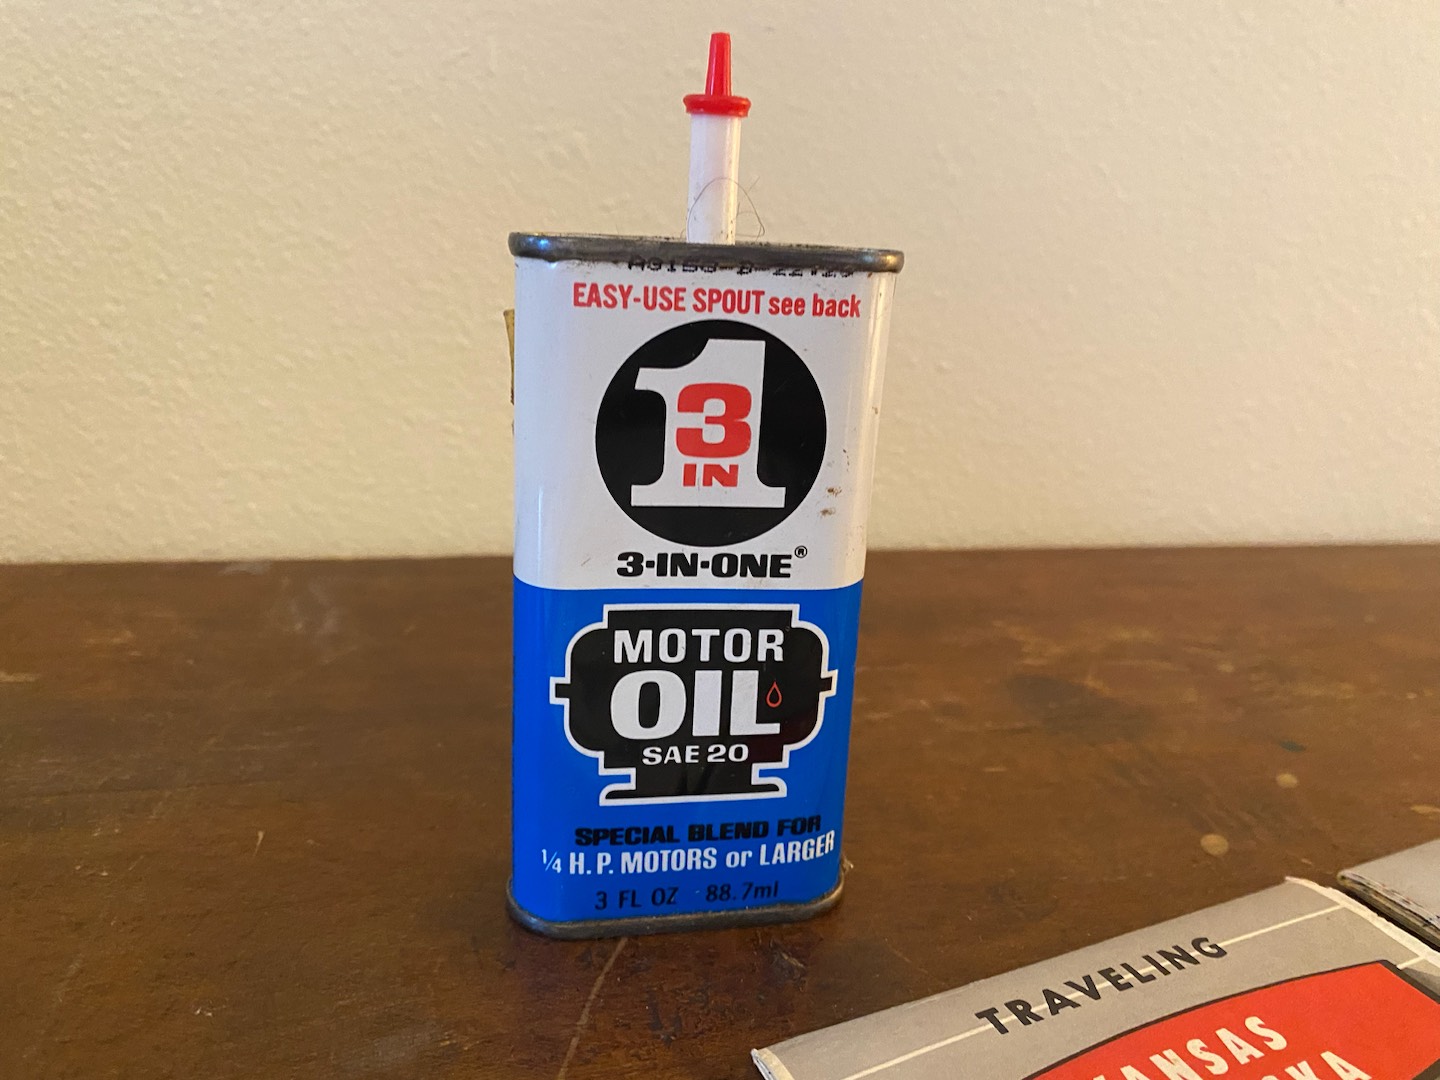 EASY-USE SPOUT see back
1
3
IN
3-IN-ONE®
MOTOR
OIL
SAE 20
SPECIAL BLEND FOR
1/4 H.P. MOTORS or LARGER
3 FL OZ 88.7ml
TRAVELING
ANSAS